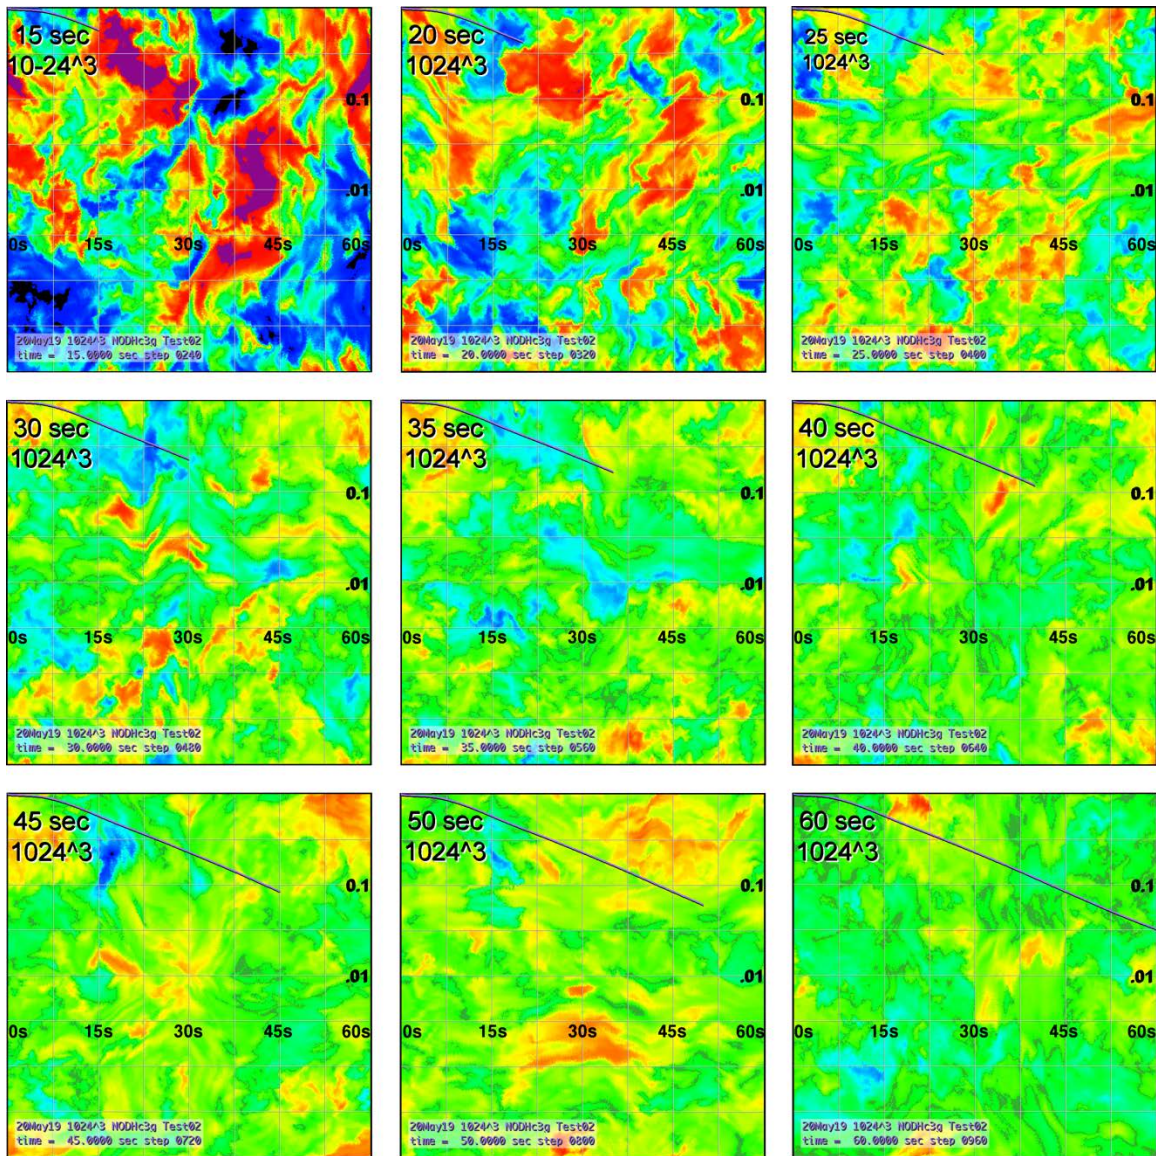 15 sec
10-24^3
0.1
.01
0s 15s 30s 45s 60s
20May19 1024^3 NODHc3g Test02
time = 15.0000 sec step 0240
20 sec
1024^3
0.1
.01
0s 15s 30s 45s 60s
20May19 1024^3 NODHc3g Test02
time = 20.0000 sec step 0320
25 sec
1024^3
0.1
.01
0s 15s 30s 45s 60s
20May19 1024^3 NODHc3g Test02
time = 25.0000 sec step 0400
30 sec
1024^3
0.1
.01
0s 15s 30s 45s 60s
20May19 1024^3 NODHc3g Test02
time = 30.0000 sec step 0480
35 sec
1024^3
0.1
.01
0s 15s 30s 45s 60s
20May19 1024^3 NODHc3g Test02
time = 35.0000 sec step 0560
40 sec
1024^3
0.1
.01
0s 15s 30s 45s 60s
20May19 1024^3 NODHc3g Test02
time = 40.0000 sec step 0640
45 sec
1024^3
0.1
.01
0s 15s 30s 45s 60s
20May19 1024^3 NODHc3g Test02
time = 45.0000 sec step 0720
50 sec
1024^3
0.1
.01
0s 15s 30s 45s 60s
20May19 1024^3 NODHc3g Test02
time = 50.0000 sec step 0800
60 sec
1024^3
0.1
.01
0s 15s 30s 45s 60s
20May19 1024^3 NODHc3g Test02
time = 60.0000 sec step 0960